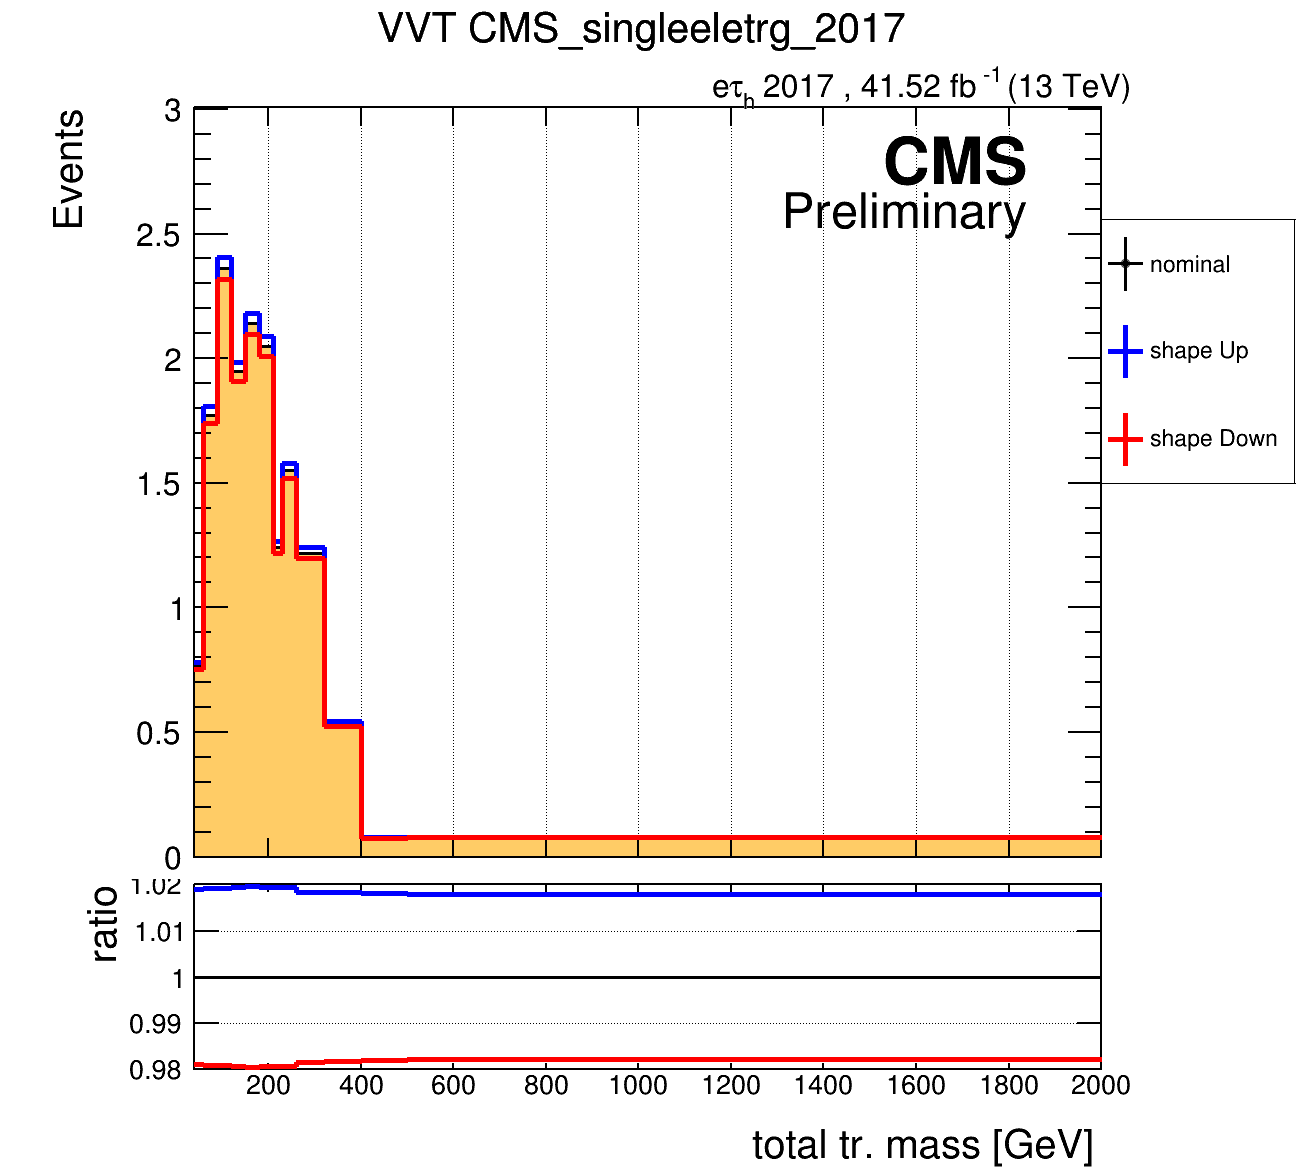 VVT CMS_singleeletrg_2017
eτh 2017 , 41.52 fb -1 (13 TeV)
Events
CMS
Preliminary
3
2.5
2
1.5
1
0.5
0
nominal
shape Up
shape Down
ratio
1.02
1.01
1
0.99
0.98
200 400 600 800 1000 1200 1400 1600 1800 2000
total tr. mass [GeV]